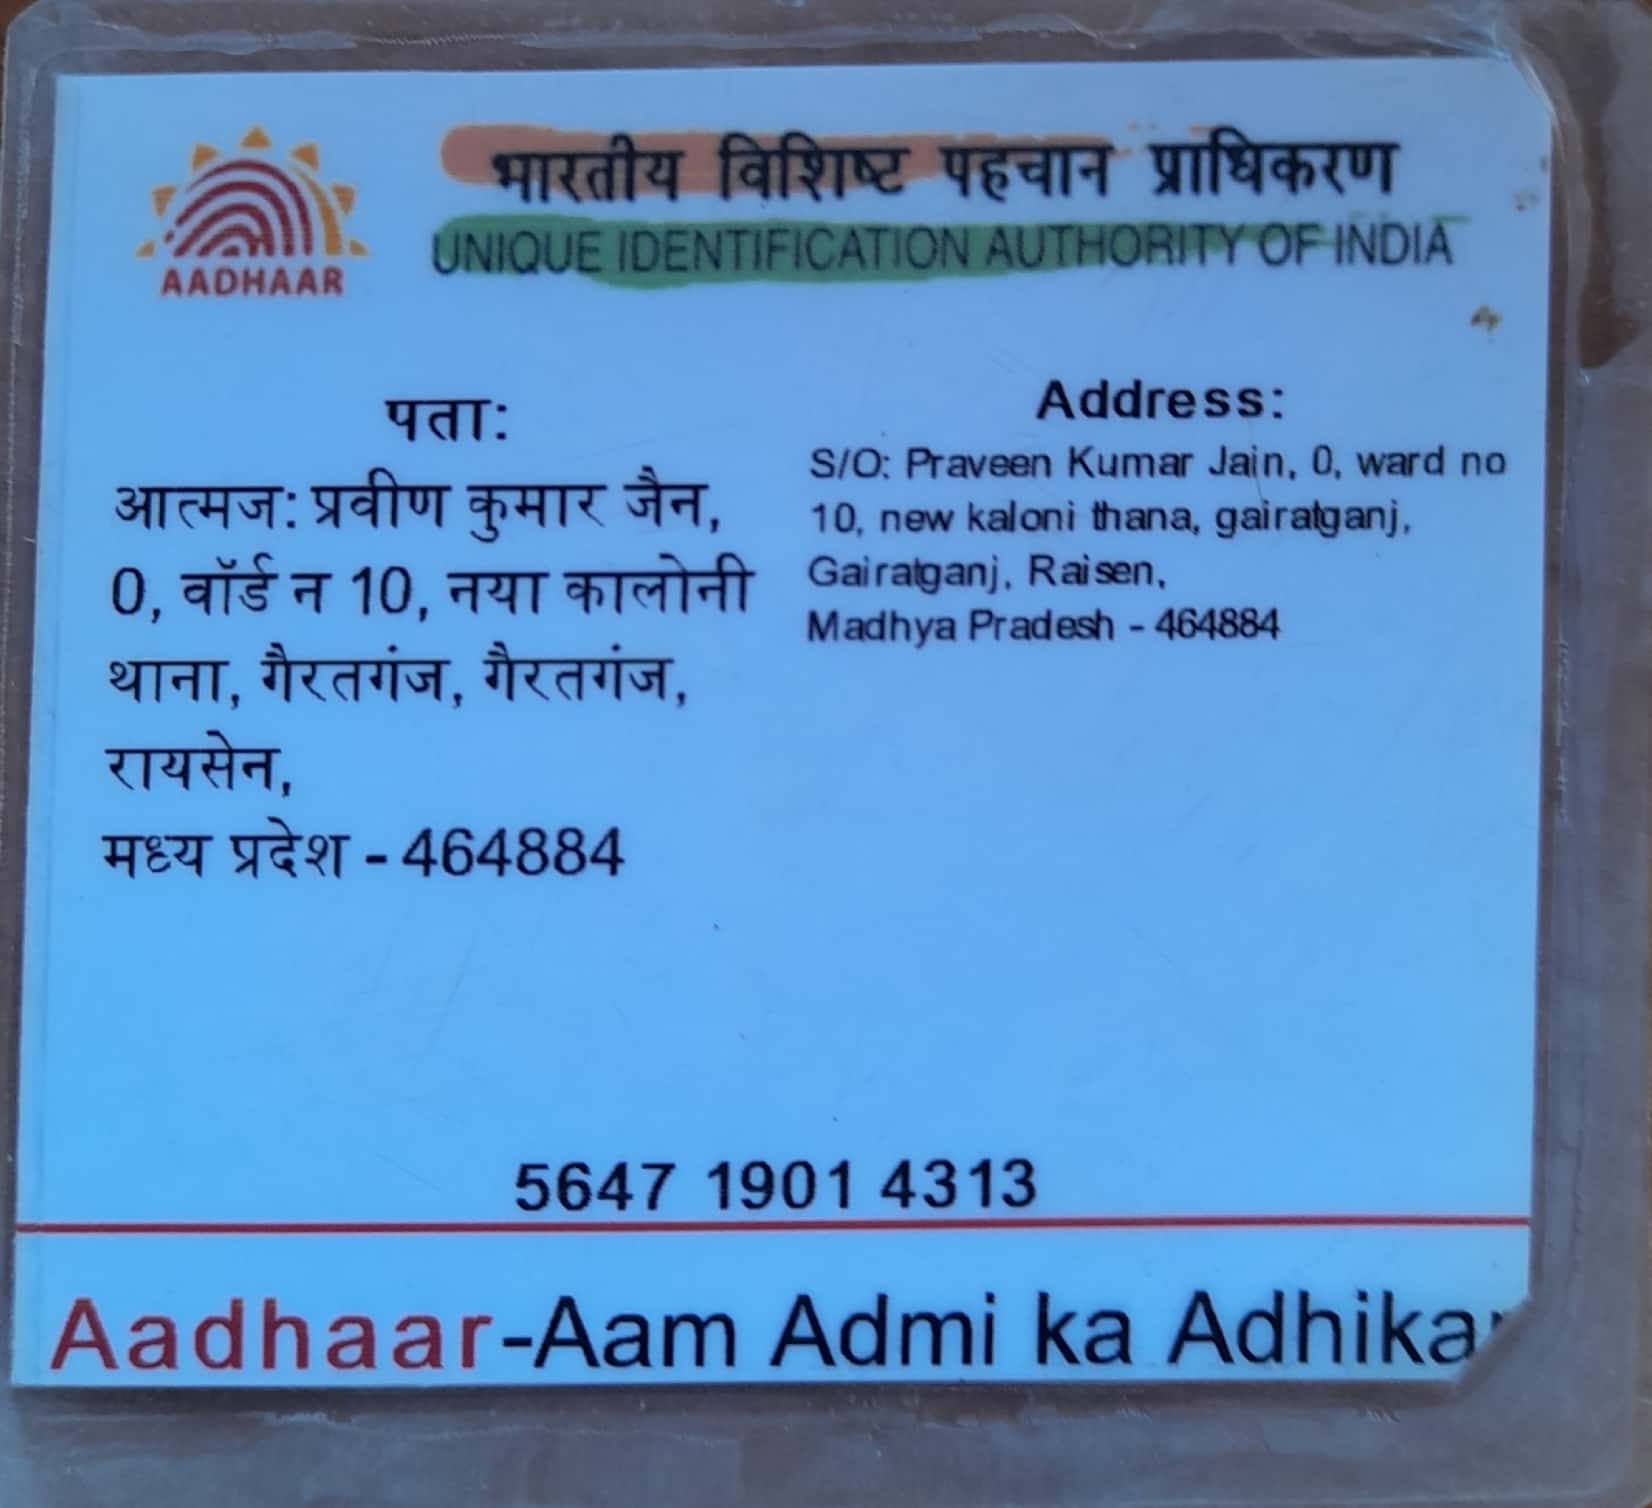 भारतीय विशिष्ट पहचान प्राधिकरण
UNIQUE IDENTIFICATION AUTHORITY OF INDIA
AADHAAR
पता:
आत्मज: प्रवीण कुमार जैन,
0, वॉर्ड न 10, नया कालोनी
थाना, गैरतगंज, गैरतगंज,
रायसेन,
मध्य प्रदेश - 464884
Address:
S/O: Praveen Kumar Jain, 0, ward no
10, new kaloni thana, gairatganj,
Gairatganj, Raisen,
Madhya Pradesh - 464884
5647 1901 4313
Aadhaar-Aam Admi ka Adhikar